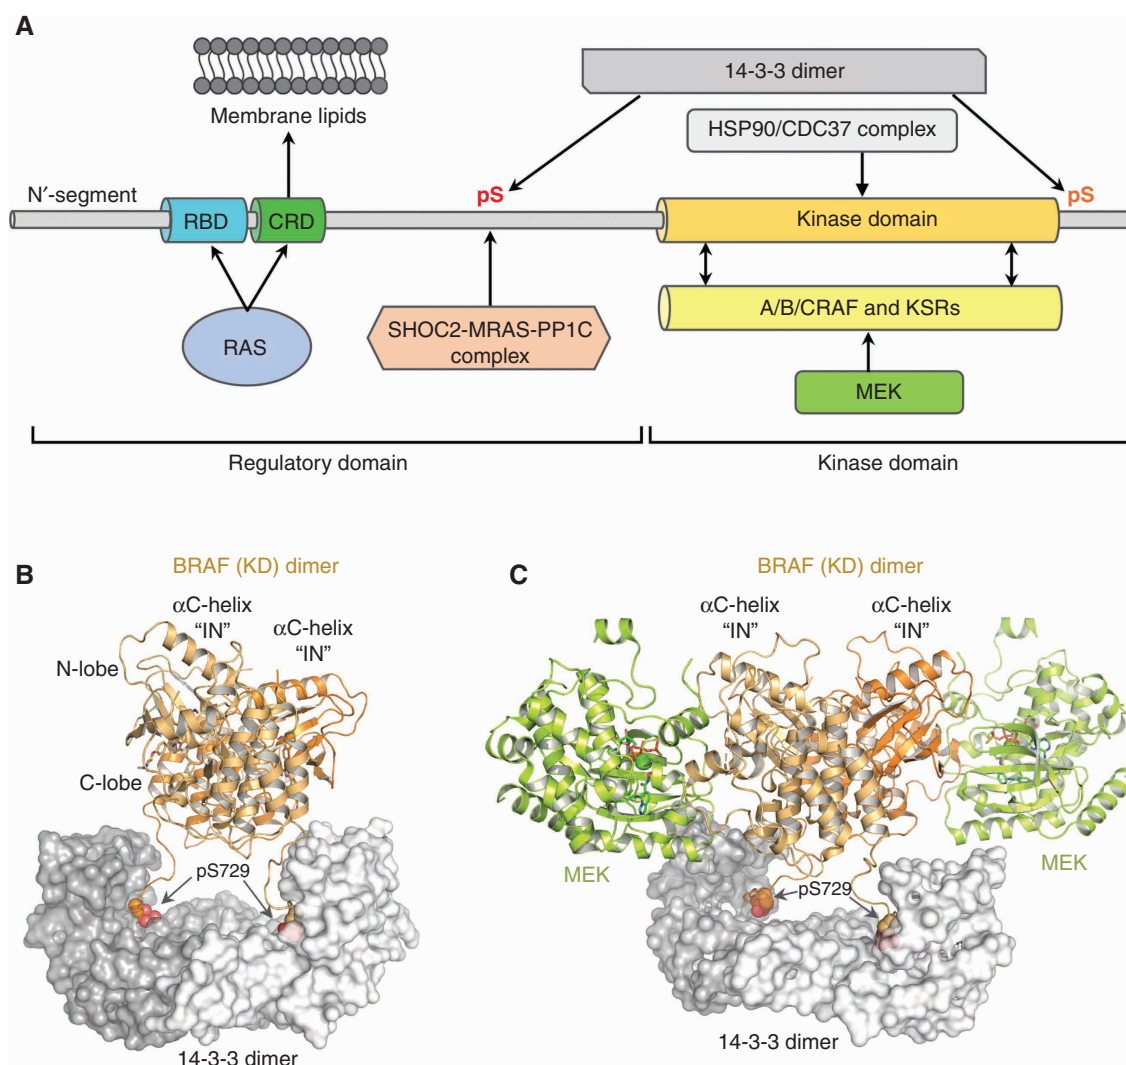 A
Membrane lipids
14-3-3 dimer
HSP90/CDC37 complex
N′-segment
pS
pS
RBD
CRD
Kinase domain
RAS
SHOC2-MRAS-PP1C
complex
A/B/CRAF and KSRs
MEK
Regulatory domain
Kinase domain
B
BRAF (KD) dimer
αC-helix
“IN”
αC-helix
“IN”
N-lobe
C-lobe
pS729
14-3-3 dimer
C
BRAF (KD) dimer
αC-helix
“IN”
αC-helix
“IN”
MEK
MEK
pS729
14-3-3 dimer